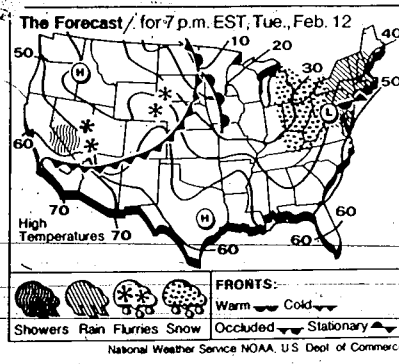 The Forecast / for 7 p.m. EST, Tue., Feb. 12
50
H
10
20
30
40
50
L
60
70
70
High
Temperatures
H
60
60
60
Showers Rain Flurries Snow
FRONTS:
Warm Cold
Occluded Stationary
National Weather Service NOAA, U S Dept of Commerc